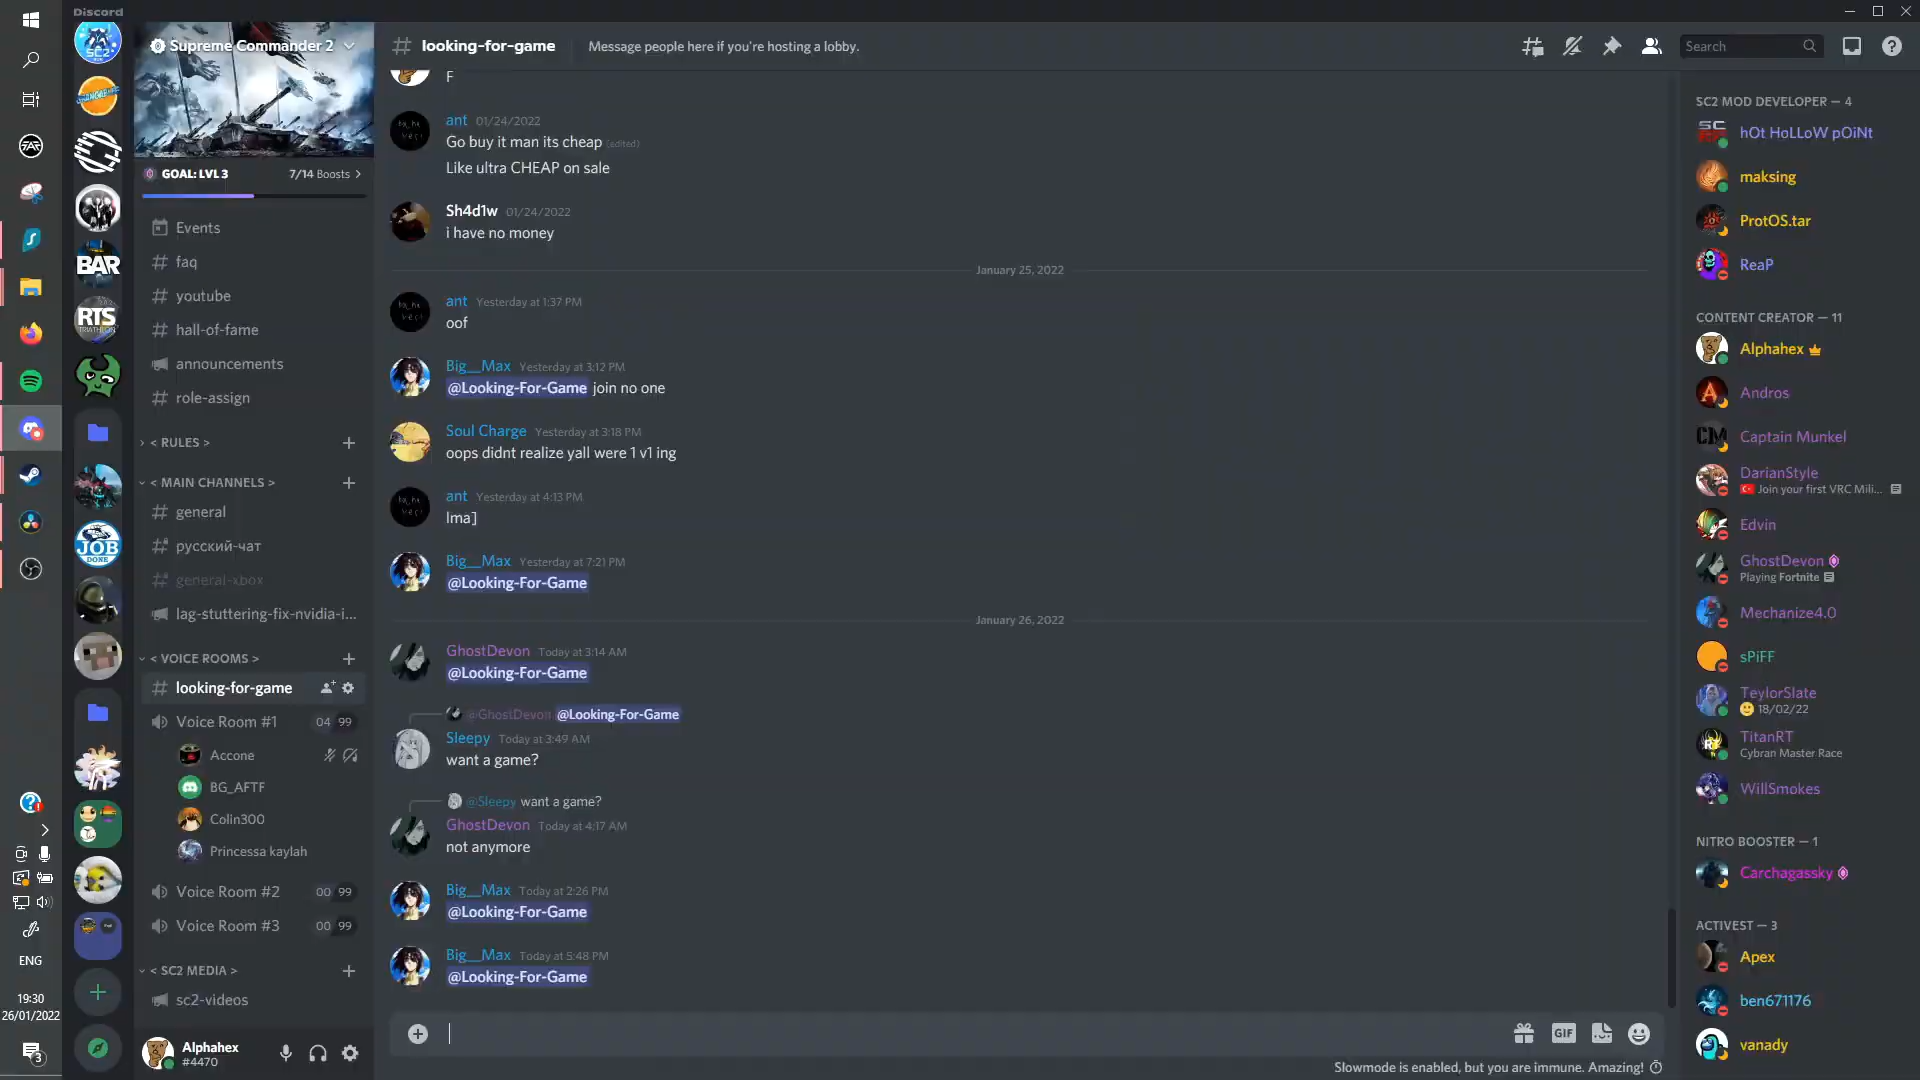 Discord
Supreme Commander 2
GOAL: LVL 3
7/14 Boosts
Events
faq
youtube
hall-of-fame
announcements
role-assign
< RULES >
< MAIN CHANNELS >
general
русский-чат
general-xbox
lag-stuttering-fix-nvidia-i...
< VOICE ROOMS >
looking-for-game
Voice Room #1
04 99
Accone
BG_AFTF
Colin300
Princessa kaylah
Voice Room #2
00 99
Voice Room #3
00 99
< SC2 MEDIA >
sc2-videos
Alphahex
#4470
ENG
19:30
26/01/2022
3
SC2
BAR
RTS
TRIATHLON
JOB
DONE
looking-for-game
Message people here if you're hosting a lobby.
Search
F
ant 01/24/2022
Go buy it man its cheap (edited)
Like ultra CHEAP on sale
Sh4d1w 01/24/2022
i have no money
January 25, 2022
ant Yesterday at 1:37 PM
oof
Big__Max Yesterday at 3:12 PM
@Looking-For-Game join no one
Soul Charge Yesterday at 3:18 PM
oops didnt realize yall were 1 v1 ing
ant Yesterday at 4:13 PM
lma]
Big__Max Yesterday at 7:21 PM
@Looking-For-Game
January 26, 2022
GhostDevon Today at 3:14 AM
@Looking-For-Game
@GhostDevon @Looking-For-Game
Sleepy Today at 3:49 AM
want a game?
@Sleepy want a game?
GhostDevon Today at 4:17 AM
not anymore
Big__Max Today at 2:26 PM
@Looking-For-Game
Big__Max Today at 5:48 PM
@Looking-For-Game
GIF
Slowmode is enabled, but you are immune. Amazing!
SC2 MOD DEVELOPER — 4
hOt HoLLoW pOiNt
maksing
ProtOS.tar
ReaP
CONTENT CREATOR — 11
Alphahex
Andros
Captain Munkel
DarianStyle
Join your first VRC Mili...
Edvin
GhostDevon
Playing Fortnite
Mechanize4.0
sPiFF
TeylorSlate
18/02/22
TitanRT
Cybran Master Race
WillSmokes
NITRO BOOSTER — 1
Carchagassky
ACTIVEST — 3
Apex
ben671176
vanady